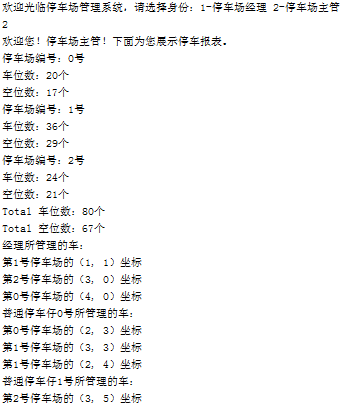 欢迎光临停车场管理系统，请选择身份：1-停车场经理 2-停车场主管
2
欢迎您！停车场主管！下面为您展示停车报表。
停车场编号：0号
车位数：20个
空位数：17个
停车场编号：1号
车位数：36个
空位数：29个
停车场编号：2号
车位数：24个
空位数：21个
Total 车位数：80个
Total 空位数：67个
经理所管理的车：
第1号停车场的（1, 1）坐标
第2号停车场的（3, 0）坐标
第0号停车场的（4, 0）坐标
普通停车仔0号所管理的车：
第0号停车场的（2, 3）坐标
第1号停车场的（3, 3）坐标
第1号停车场的（2, 4）坐标
普通停车仔1号所管理的车：
第2号停车场的（3, 5）坐标